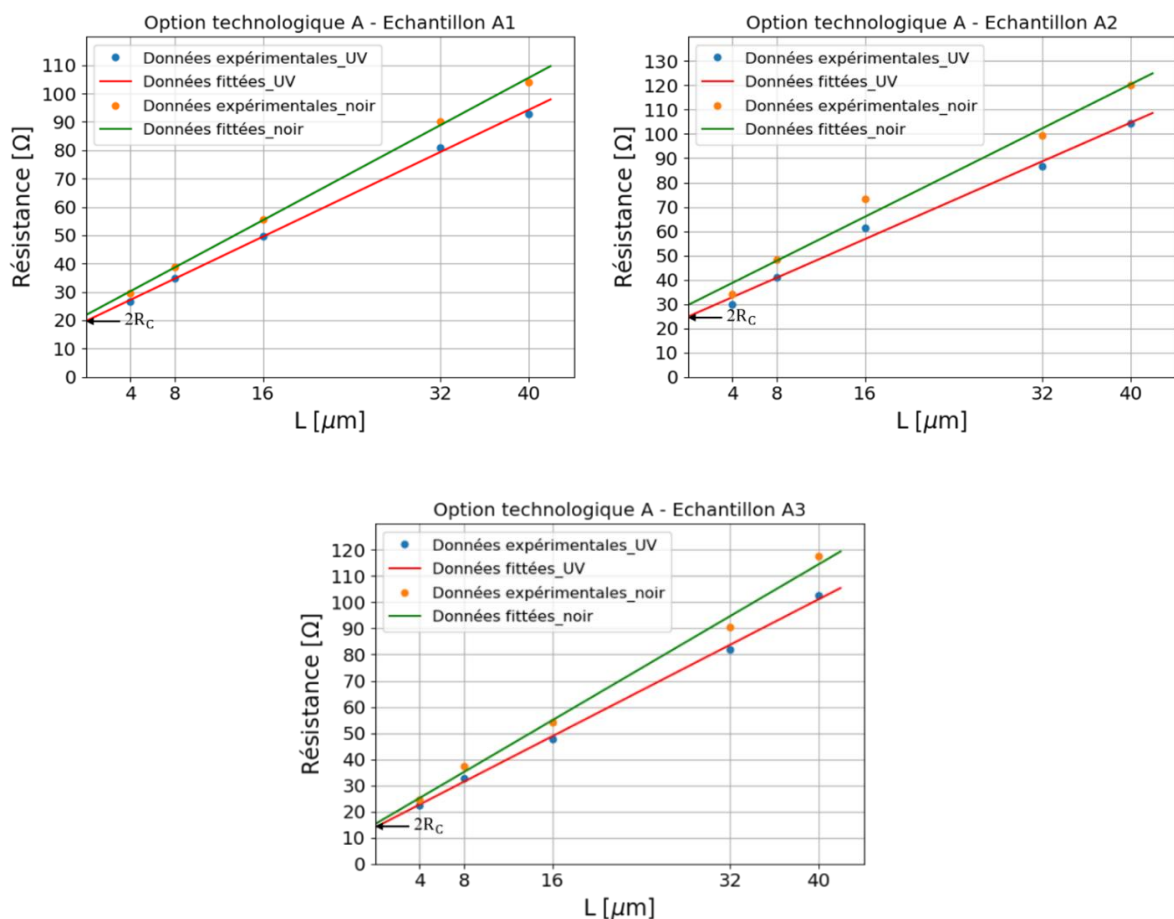 Option technologique A - Echantillon A1
Données expérimentales_UV
Données fittées_UV
Données expérimentales_noir
Données fittées_noir
Résistance [Ω]
110
100
90
80
70
60
50
40
30
20
10
0
2R_C
4 8 16 32 40
L [μm]
Option technologique A - Echantillon A2
Données expérimentales_UV
Données fittées_UV
Données expérimentales_noir
Données fittées_noir
Résistance [Ω]
130
120
110
100
90
80
70
60
50
40
30
20
10
0
2R_C
4 8 16 32 40
L [μm]
Option technologique A - Echantillon A3
Données expérimentales_UV
Données fittées_UV
Données expérimentales_noir
Données fittées_noir
Résistance [Ω]
120
110
100
90
80
70
60
50
40
30
20
10
0
2R_C
4 8 16 32 40
L [μm]